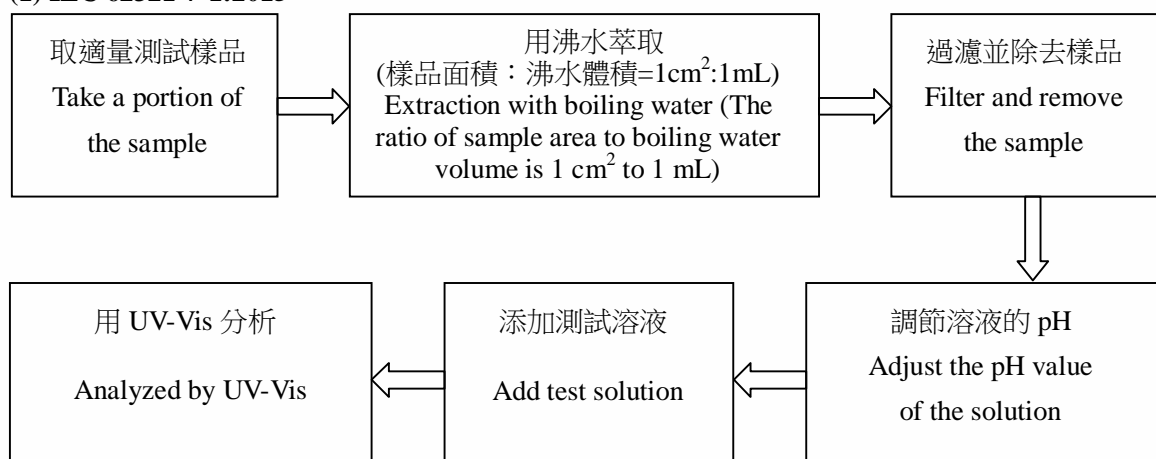 取適量測試樣品
Take a portion of
the sample
用沸水萃取
(樣品面積：沸水體積=1cm²:1mL)
Extraction with boiling water (The
ratio of sample area to boiling water
volume is 1 cm² to 1 mL)
過濾並除去樣品
Filter and remove
the sample
調節溶液的 pH
Adjust the pH value
of the solution
添加測試溶液
Add test solution
用 UV-Vis 分析
Analyzed by UV-Vis